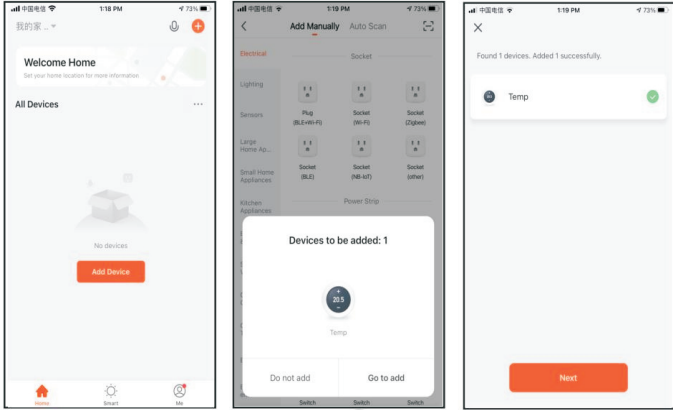 中国电信
1:18 PM
73%
我的家 ..
Welcome Home
Set your home location for more information.
All Devices
...
No devices
Add Device
Home
Smart
Me
中国电信
1:19 PM
73%
Add Manually
Auto Scan
Electrical
Socket
Lighting
Sensors
Plug
(BLE+Wi-Fi)
Socket
(Wi-Fi)
Socket
(Zigbee)
Large
Home Ap...
Small Home
Appliances
Socket
(BLE)
Socket
(NB-IoT)
Socket
(other)
Kitchen
Appliances
Power Strip
Devices to be added: 1
20.5
Temp
Do not add
Go to add
Switch
Switch
Switch
中国电信
1:19 PM
73%
Found 1 devices. Added 1 successfully.
Temp
Next